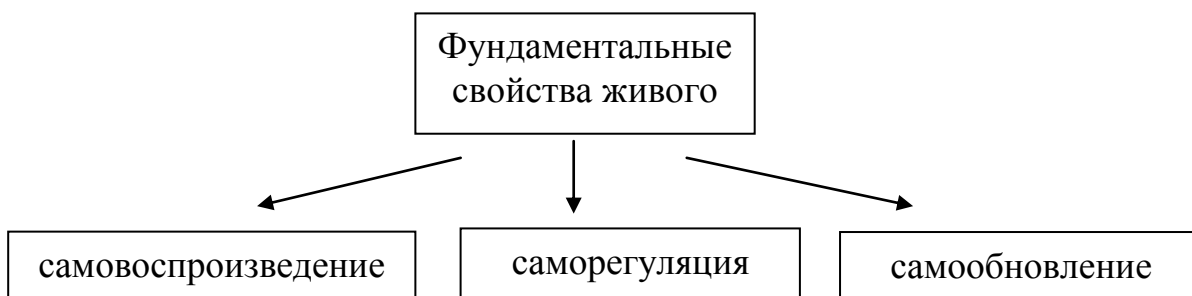 Фундаментальные
свойства живого
самовоспроизведение
саморегуляция
самообновление